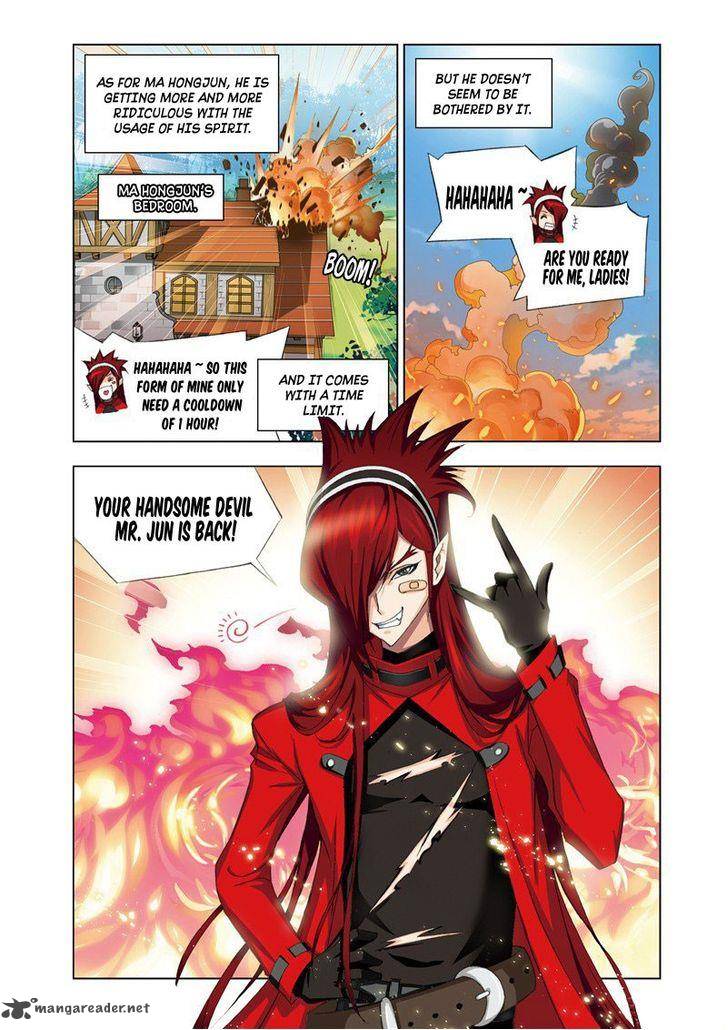 AS FOR MA HONGJUN, HE IS
GETTING MORE AND MORE
RIDICULOUS WITH THE
USAGE OF HIS SPIRIT.
MA HONGJUN'S
BEDROOM.
BOOM!
HAHAHAHA ~ SO THIS
FORM OF MINE ONLY
NEED A COOLDOWN
OF 1 HOUR!
AND IT COMES
WITH A TIME
LIMIT.
BUT HE DOESN'T
SEEM TO BE
BOTHERED BY IT.
HAHAHAHA ~
ARE YOU READY
FOR ME, LADIES!
YOUR HANDSOME DEVIL
MR. JUN IS BACK!
mangareader.net